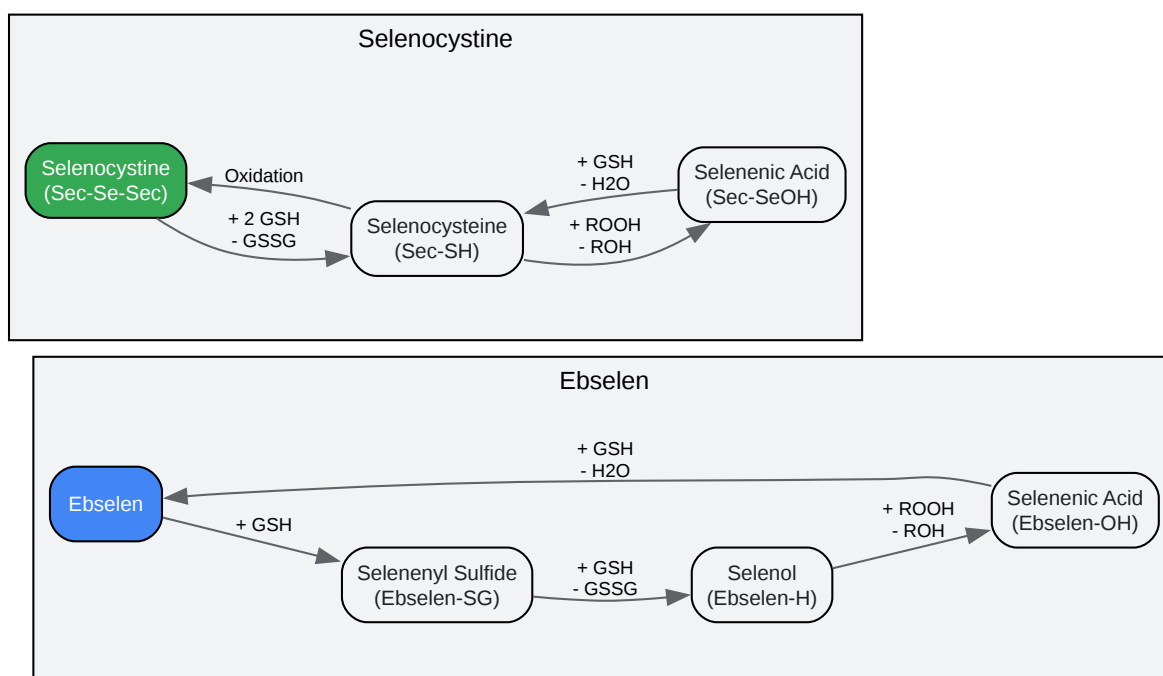 Selenocystine
Selenocystine
(Sec-Se-Sec)
Oxidation
+ 2 GSH
- GSSG
Selenocysteine
(Sec-SH)
+ GSH
- H2O
+ ROOH
- ROH
Selenenic Acid
(Sec-SeOH)
Ebselen
Ebselen
+ GSH
- H2O
+ GSH
Selenenyl Sulfide
(Ebselen-SG)
+ GSH
- GSSG
Selenol
(Ebselen-H)
+ ROOH
- ROH
Selenenic Acid
(Ebselen-OH)